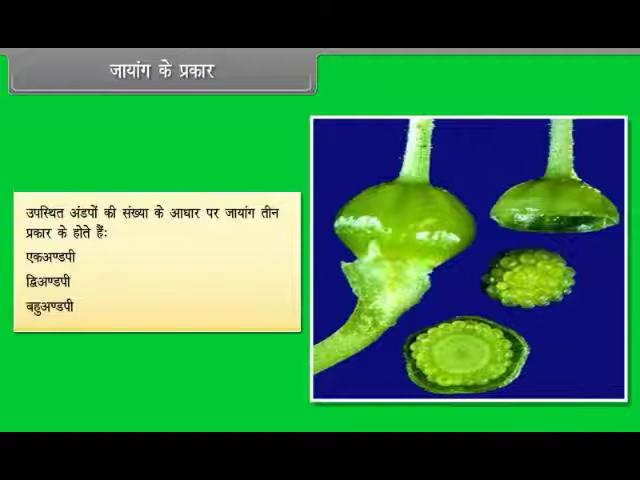 जायांग के प्रकार
उपस्थित अंडपों की संख्या के आधार पर जायांग तीन
प्रकार के होते हैं:
एकअण्डपी
द्विअण्डपी
बहुअण्डपी